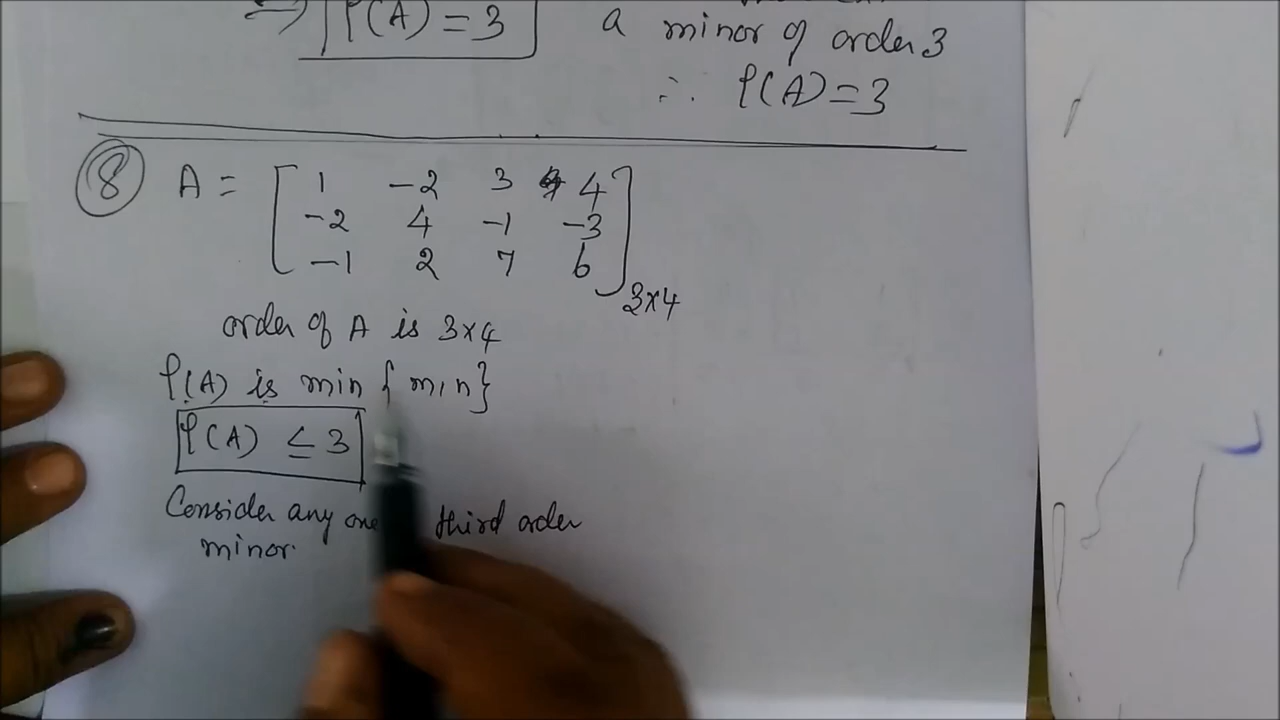 ⇒ ρ(A) = 3
a minor of order 3
∴ ρ(A) = 3
8 A = [ 1 -2 3 4
-2 4 -1 -3
-1 2 7 6 ] 3×4
order of A is 3×4
ρ(A) is min { m, n }
ρ(A) ≤ 3
Consider any one third order
minor.